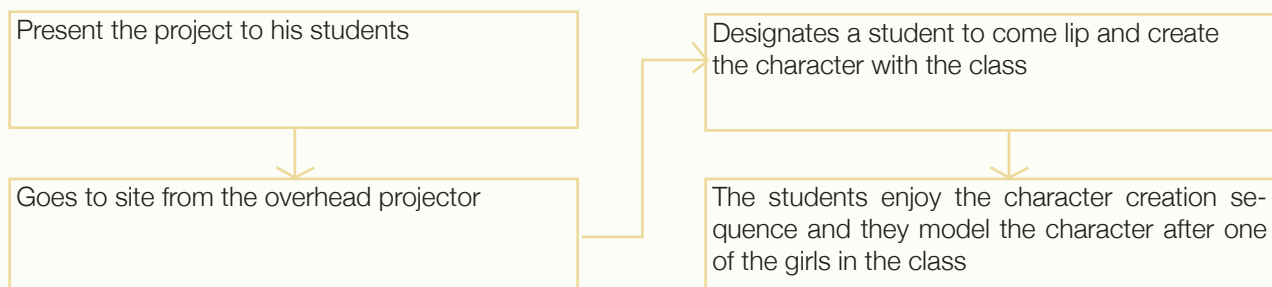 Present the project to his students
Goes to site from the overhead projector
Designates a student to come lip and create
the character with the class
The students enjoy the character creation se-
quence and they model the character after one
of the girls in the class